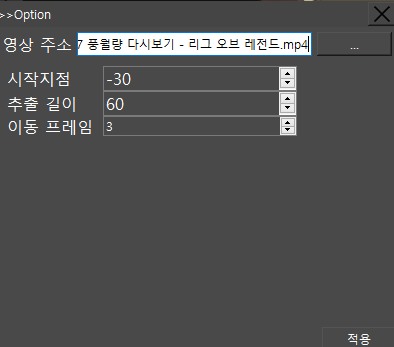 >>Option
영상 주소 7 풍월량 다시보기 - 리그 오브 레전드.mp4 ...
시작지점 -30
추출 길이 60
이동 프레임 3
적용